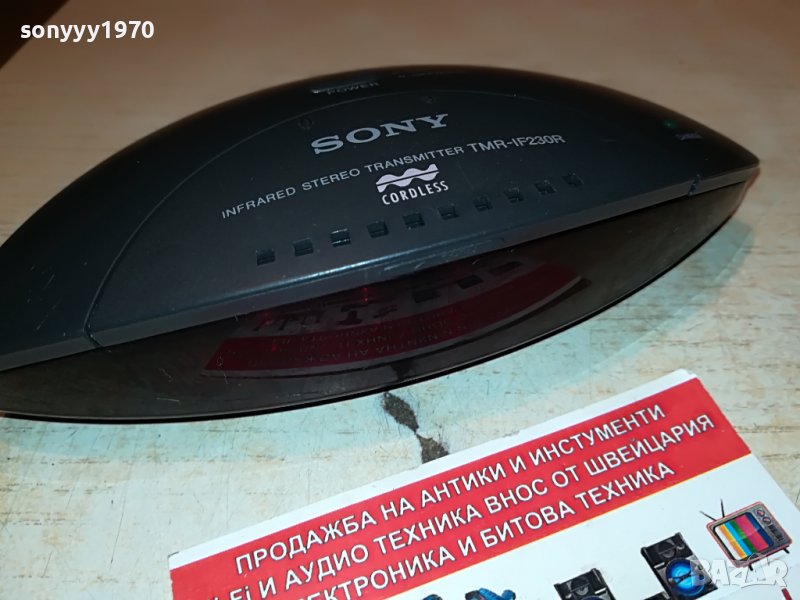 sonyyy1970
POWER
SONY
INFRARED STEREO TRANSMITTER TMR-IF230R
CORDLESS
ПРОДАЖБА НА АНТИКИ И ИНСТУМЕНТИ
Fi И АУДИО ТЕХНИКА ВНОС ОТ ШВЕЙЦАРИЯ
ЕКТРОНИКА И БИТОВА ТЕХНИКА
BAZAR